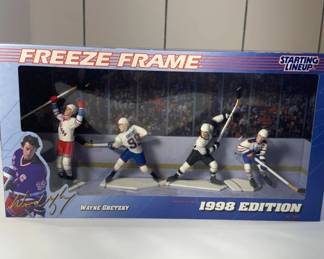 FREEZE FRAME
STARTING
LINEUP
WAYNE GRETZKY
1998 EDITION